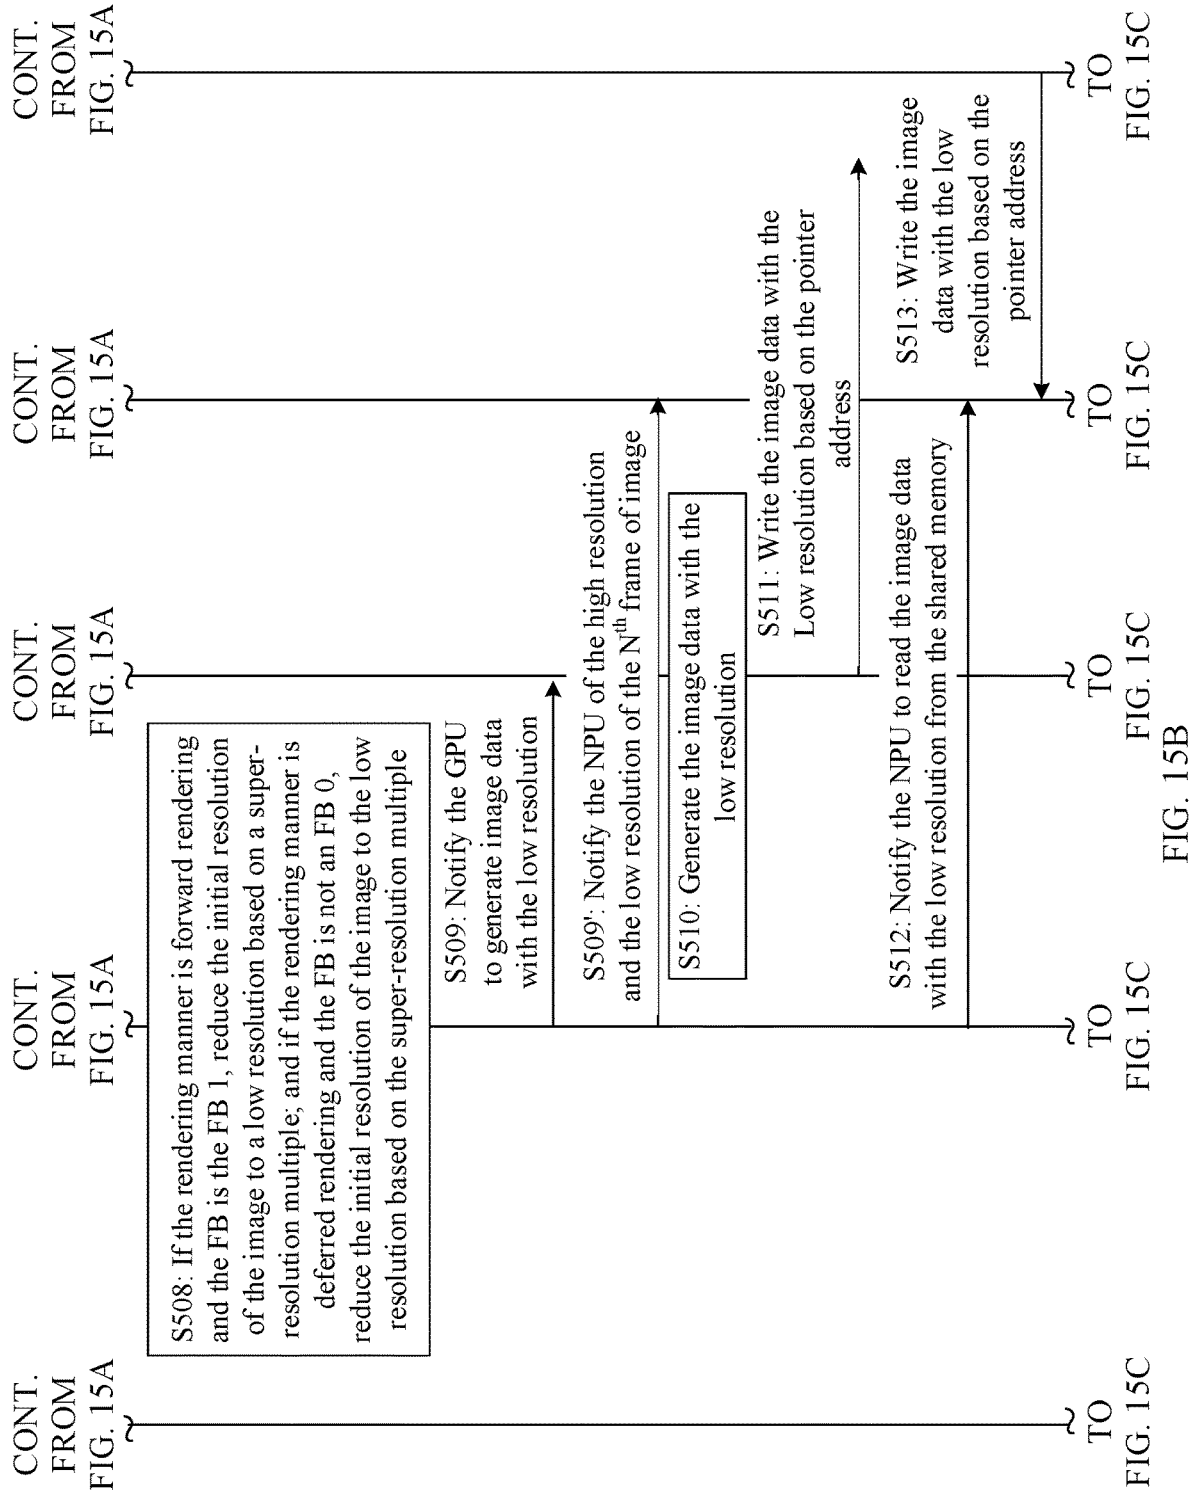 CONT.
FROM
FIG. 15A
CONT.
FROM
FIG. 15A
CONT.
FROM
FIG. 15A
CONT.
FROM
FIG. 15A
CONT.
FROM
FIG. 15A
S508: If the rendering manner is forward rendering
and the FB is the FB 1, reduce the initial resolution
of the image to a low resolution based on a super-
resolution multiple; and if the rendering manner is
deferred rendering and the FB is not an FB 0,
reduce the initial resolution of the image to the low
resolution based on the super-resolution multiple
S509: Notify the GPU
to generate image data
with the low resolution
S509': Notify the NPU of the high resolution
and the low resolution of the Nth frame of image
S510: Generate the image data with the
low resolution
S511: Write the image data with the
Low resolution based on the pointer
address
S512: Notify the NPU to read the image data
with the low resolution from the shared memory
S513: Write the image
data with the low
resolution based on the
pointer address
TO
FIG. 15C
TO
FIG. 15C
TO
FIG. 15C
TO
FIG. 15C
TO
FIG. 15C
FIG. 15B